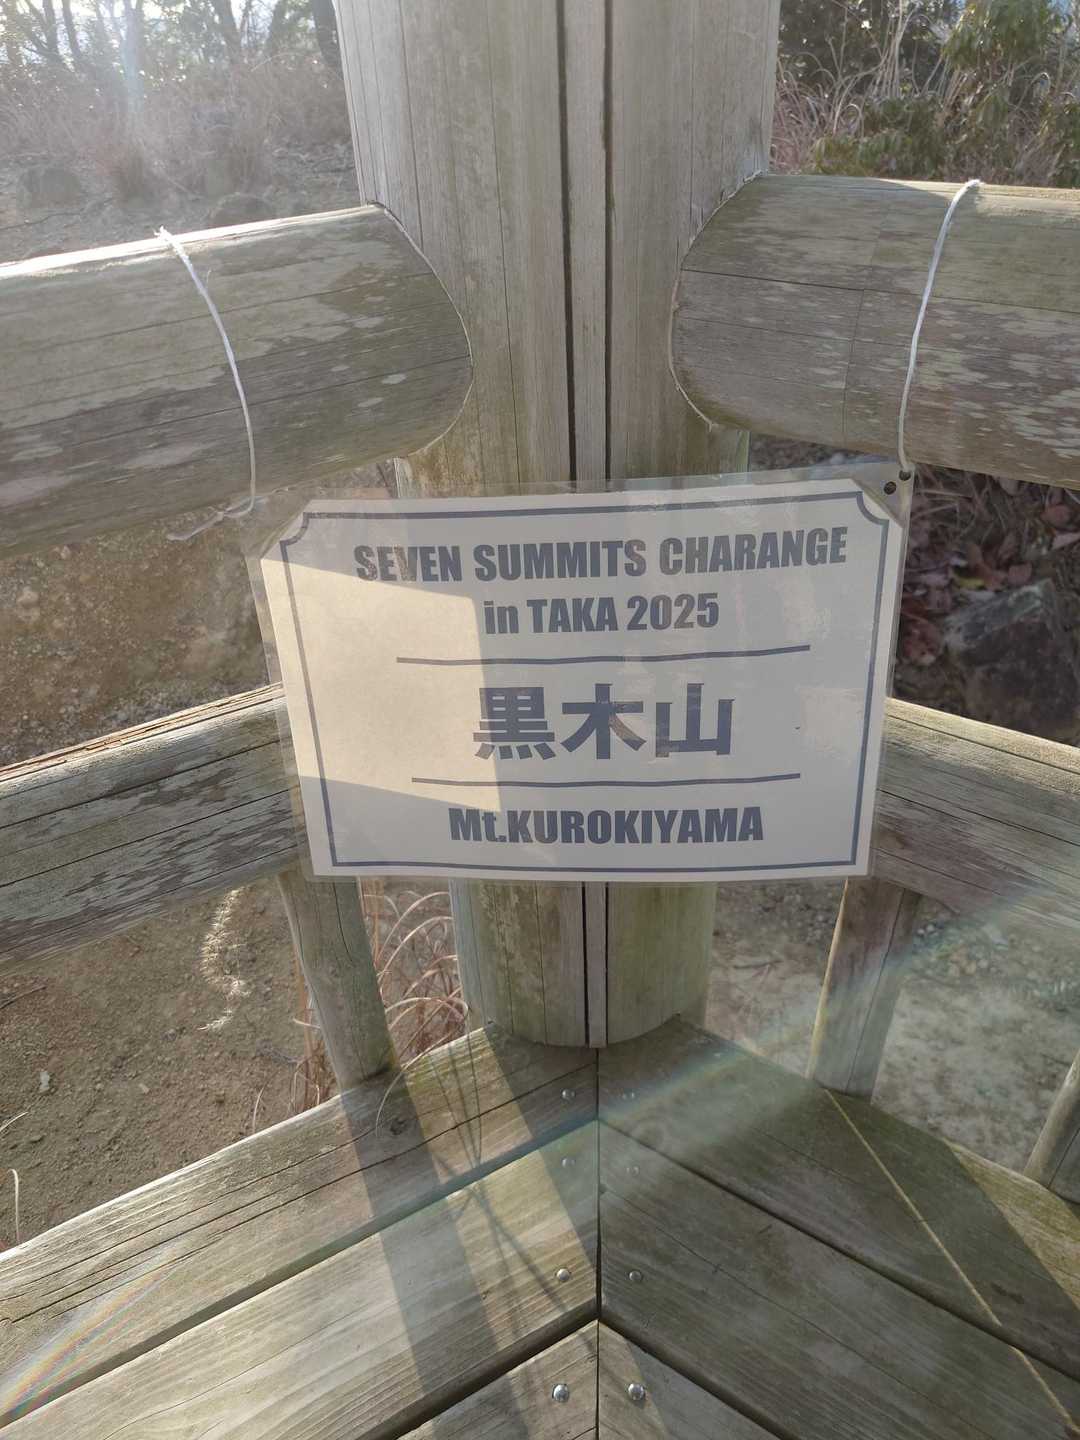 SEVEN SUMMITS CHARANGE
in TAKA 2025
黒木山
Mt.KUROKIYAMA